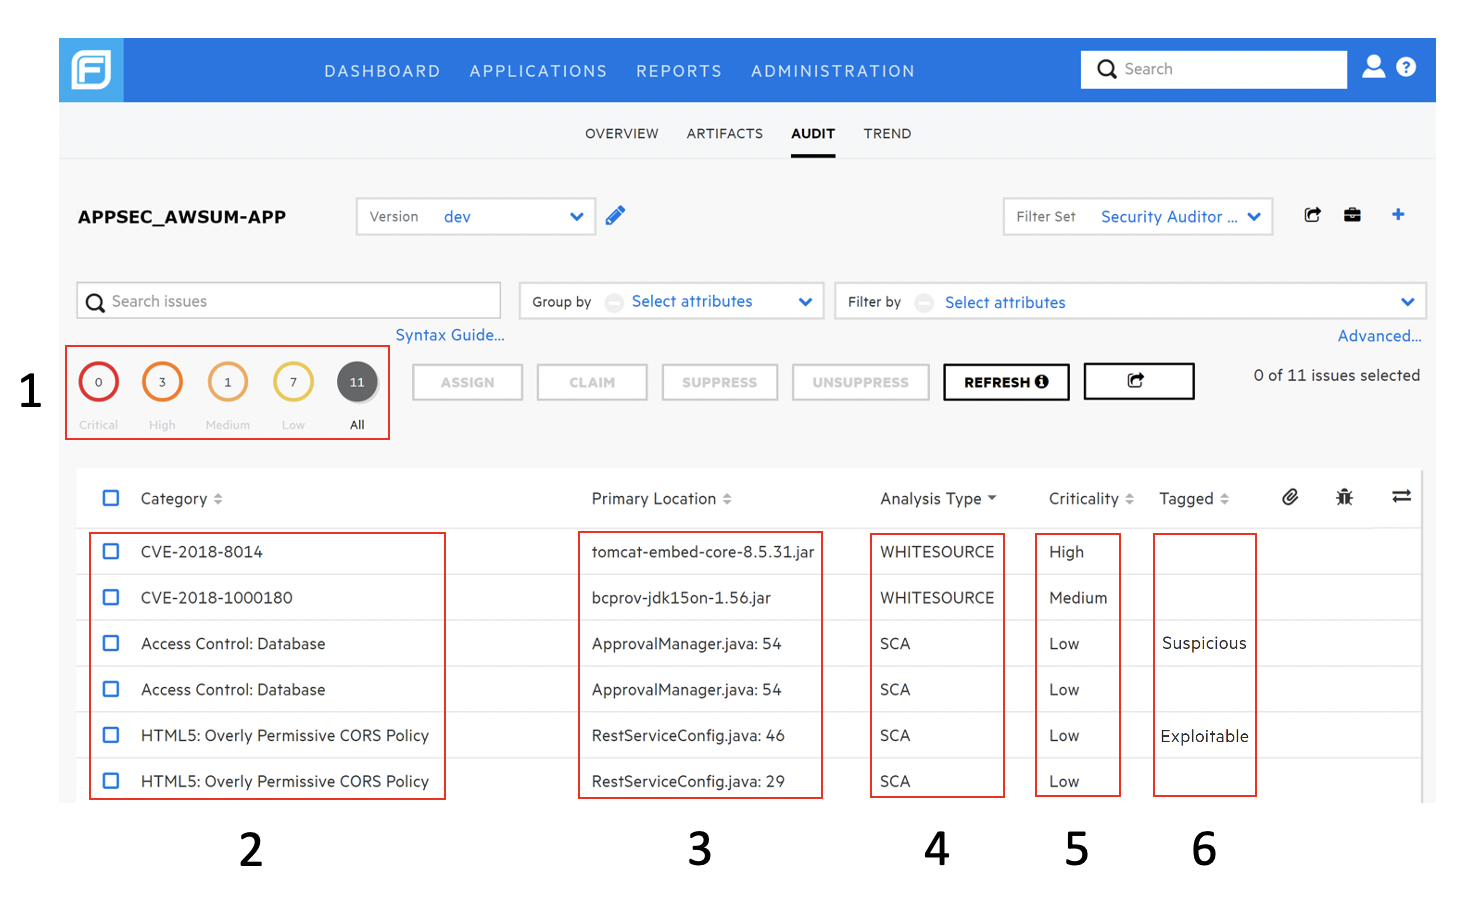 F
DASHBOARD APPLICATIONS REPORTS ADMINISTRATION Search ?
OVERVIEW ARTIFACTS AUDIT TREND
APPSEC_AWSUM-APP Version dev Filter Set Security Auditor ... +
Search issues Group by Select attributes Filter by Select attributes
Syntax Guide... Advanced...
1 0 3 1 7 11 ASSIGN CLAIM SUPPRESS UNSUPPRESS REFRESH 0 of 11 issues selected
Critical High Medium Low All
Category Primary Location Analysis Type Criticality Tagged
CVE-2018-8014 tomcat-embed-core-8.5.31.jar WHITESOURCE High
CVE-2018-1000180 bcprov-jdk15on-1.56.jar WHITESOURCE Medium
Access Control: Database ApprovalManager.java: 54 SCA Low Suspicious
Access Control: Database ApprovalManager.java: 54 SCA Low
HTML5: Overly Permissive CORS Policy RestServiceConfig.java: 46 SCA Low Exploitable
HTML5: Overly Permissive CORS Policy RestServiceConfig.java: 29 SCA Low
2 3 4 5 6